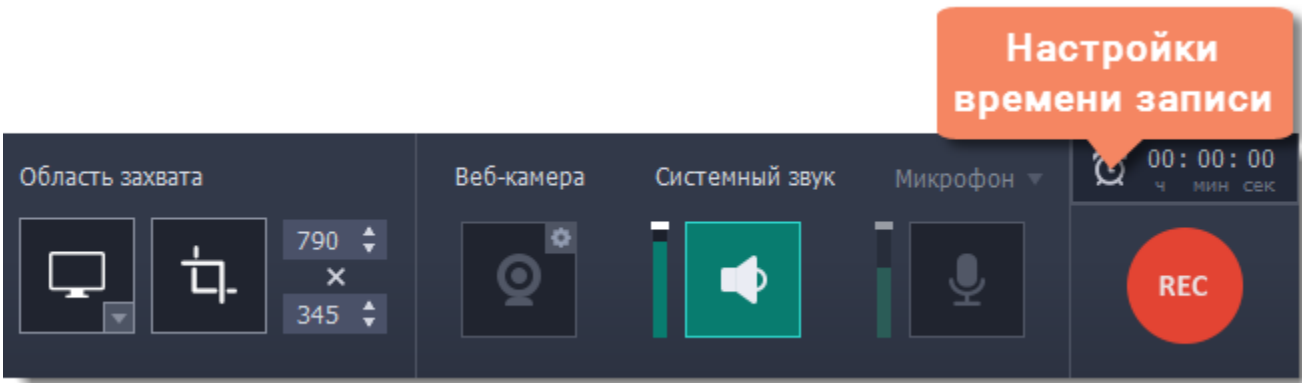 Настройки
времени записи
Область захвата
790
×
345
Веб-камера
Системный звук
Микрофон
00:00:00
ч мин сек
REC